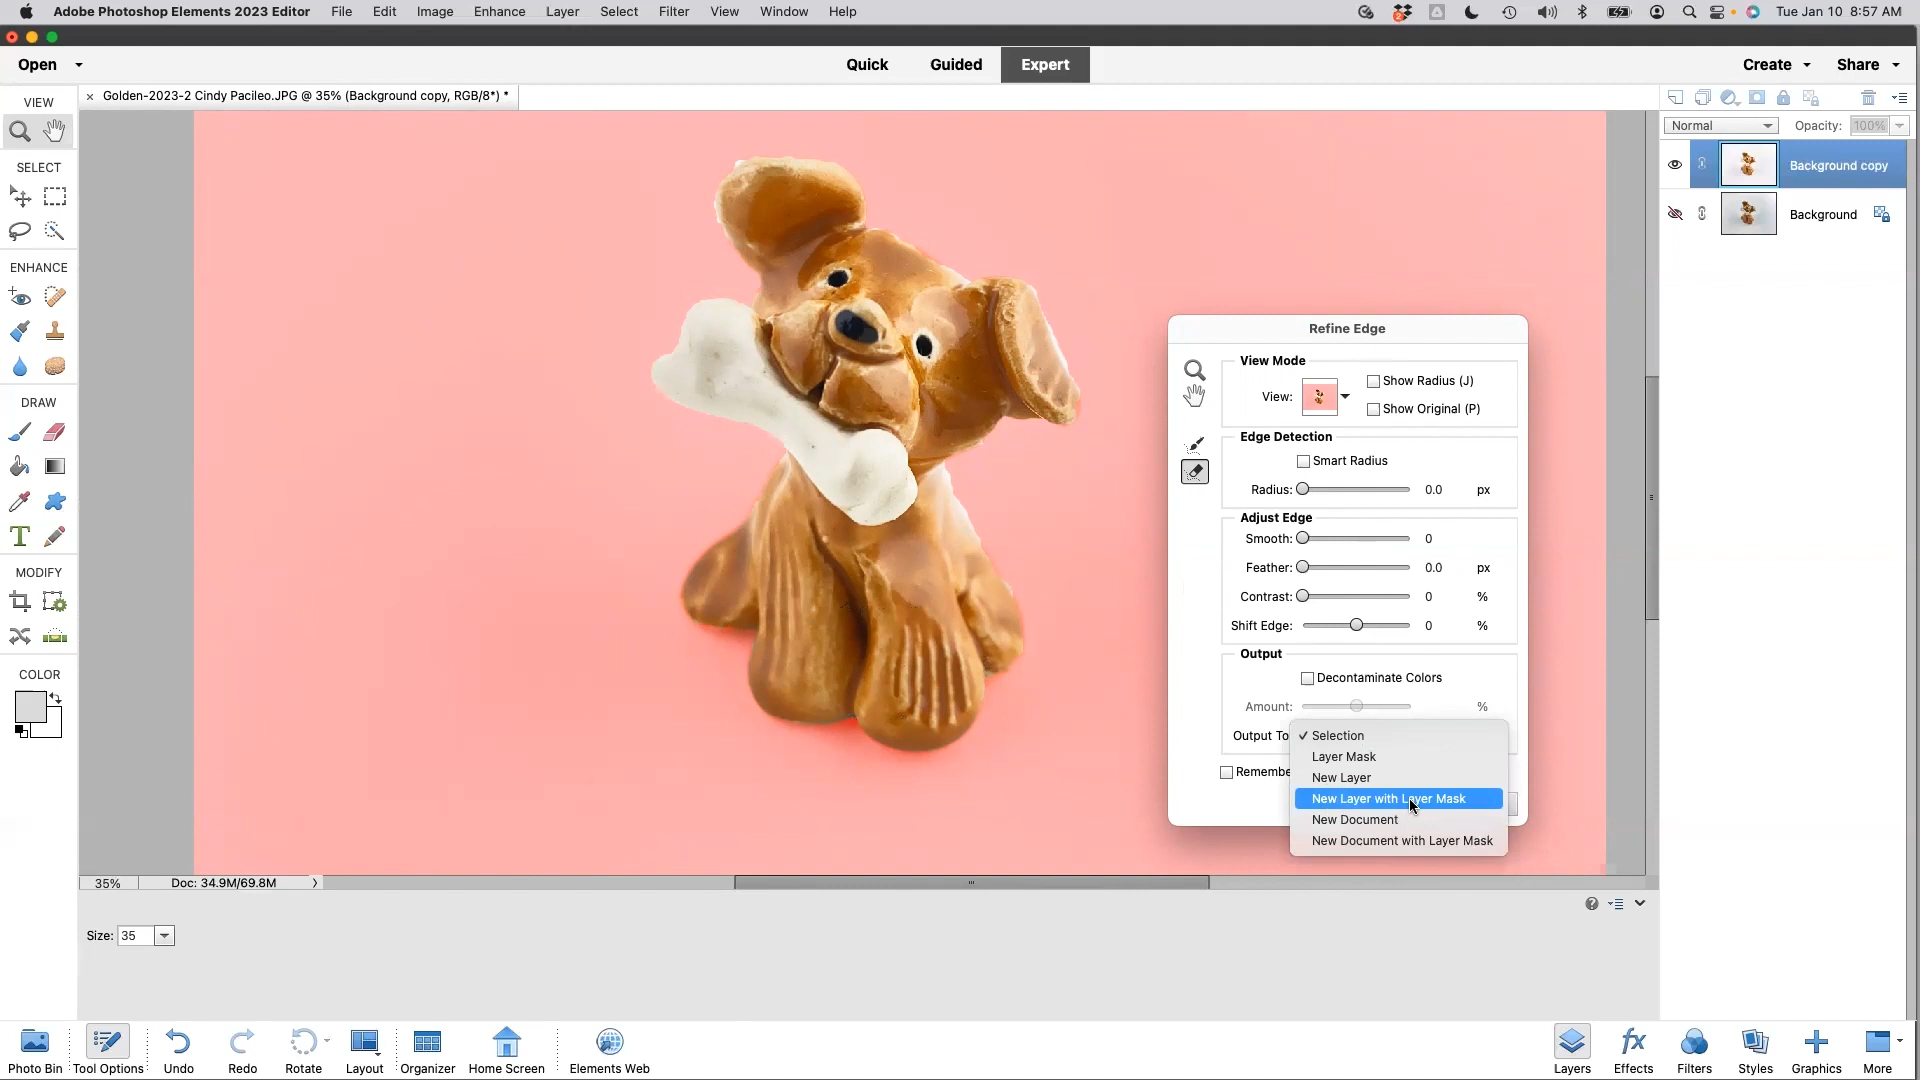 Adobe Photoshop Elements 2023 Editor File Edit Image Enhance Layer Select Filter View Window Help Tue Jan 10 8:57 AM
Open Quick Guided Expert Create Share
× Golden-2023-2 Cindy Pacileo.JPG @ 35% (Background copy, RGB/8*) *
VIEW
SELECT
ENHANCE
DRAW
MODIFY
COLOR
Normal Opacity: 100%
Background copy
Background
Refine Edge
View Mode
View:
Show Radius (J)
Show Original (P)
Edge Detection
Smart Radius
Radius: 0.0 px
Adjust Edge
Smooth: 0
Feather: 0.0 px
Contrast: 0 %
Shift Edge: 0 %
Output
Decontaminate Colors
Amount: %
Output To
✓ Selection
Layer Mask
New Layer
New Layer with Layer Mask
New Document
New Document with Layer Mask
Remembe
35% Doc: 34.9M/69.8M
Size: 35
Photo Bin Tool Options Undo Redo Rotate Layout Organizer Home Screen Elements Web Layers Effects Filters Styles Graphics More